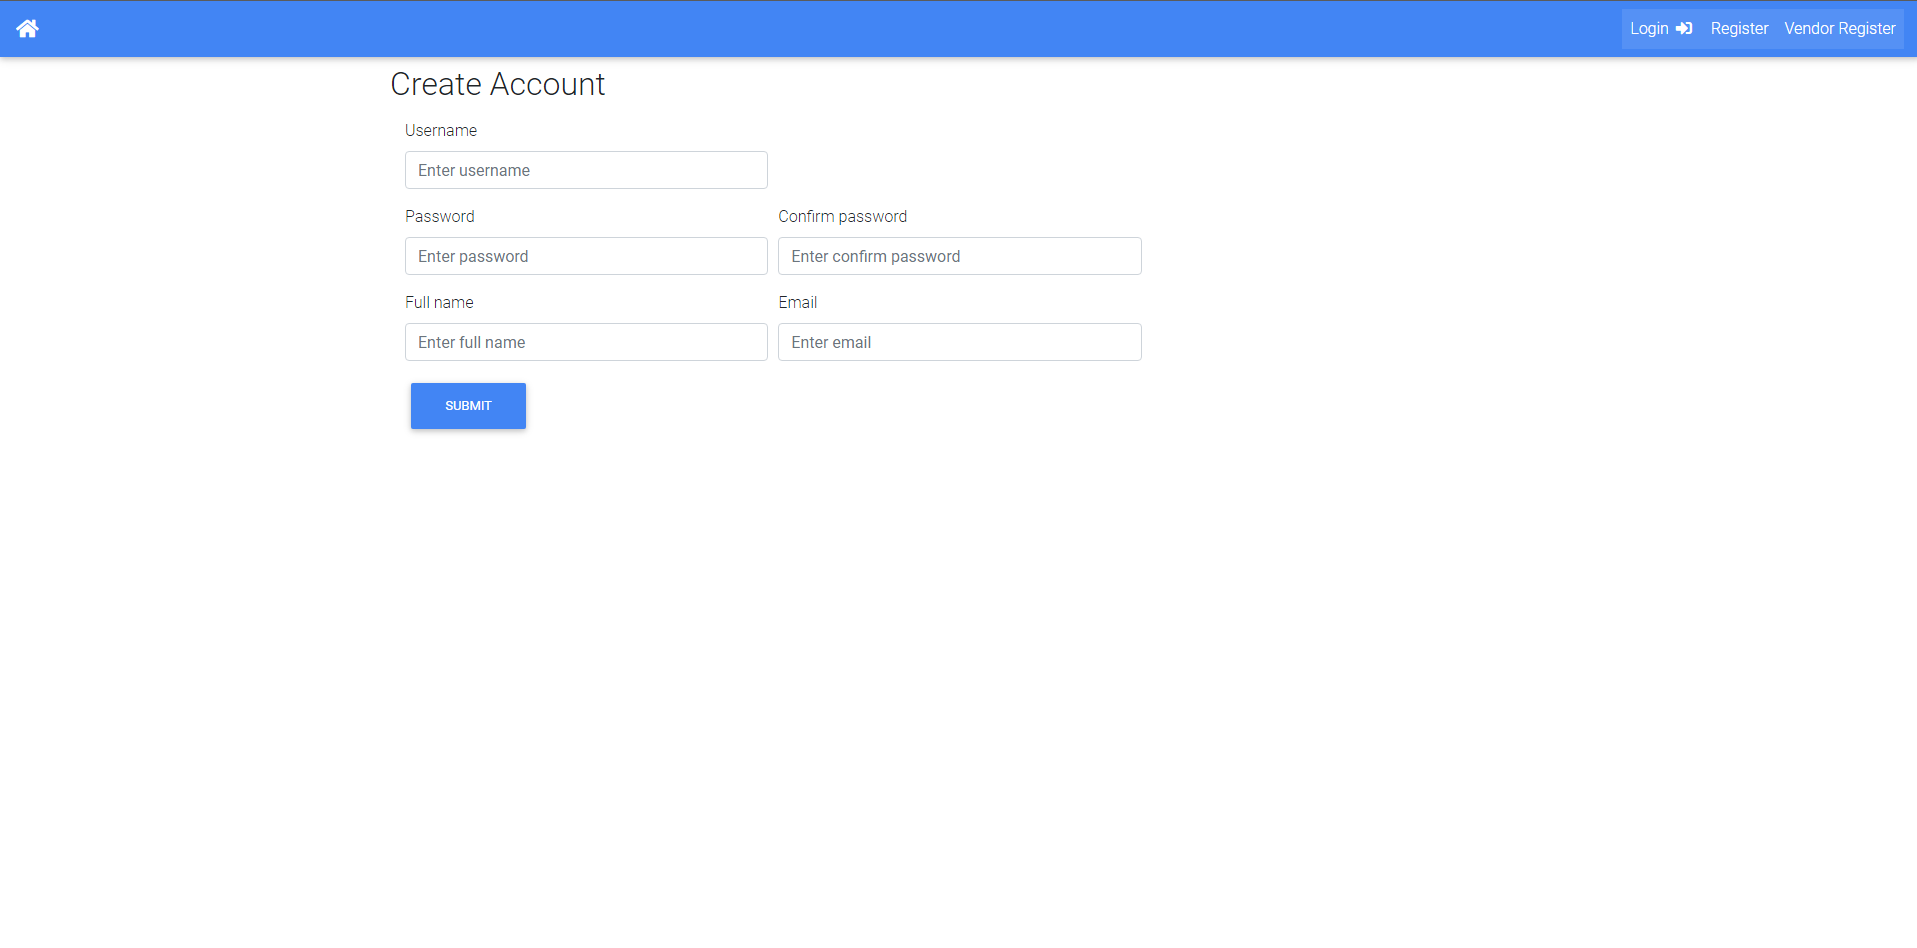 Login Register Vendor Register
Create Account
Username
Enter username
Password Confirm password
Enter password Enter confirm password
Full name Email
Enter full name Enter email
SUBMIT